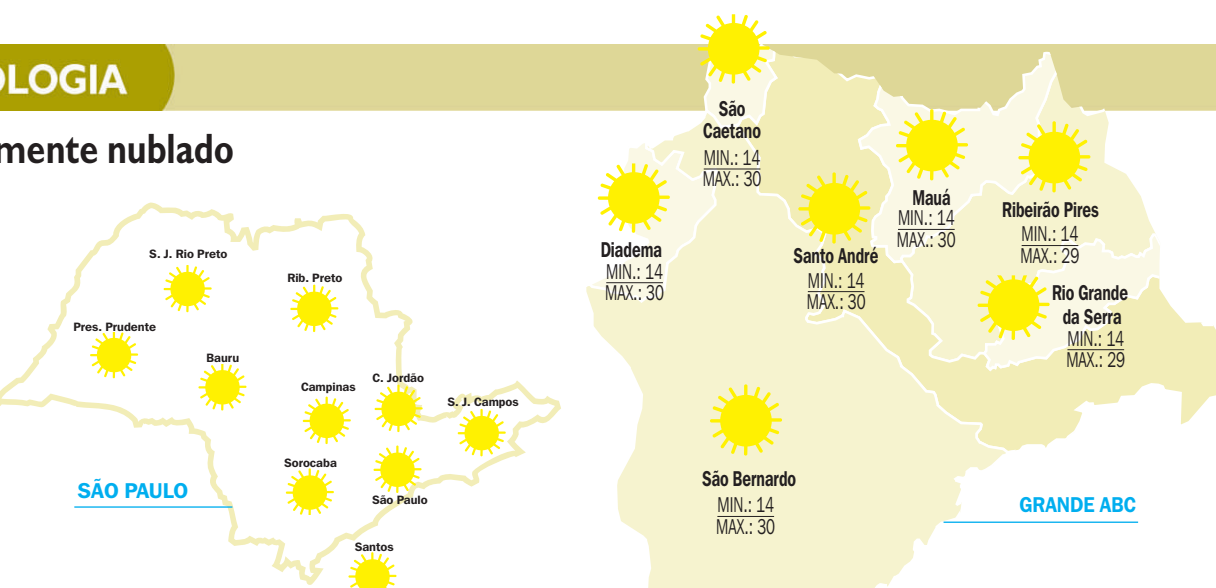 OLOGIA
mente nublado
S. J. Rio Preto
Rib. Preto
Pres. Prudente
Bauru
Campinas
C. Jordão
S. J. Campos
Sorocaba
São Paulo
Santos
SÃO PAULO
São
Caetano
MIN.: 14
MAX.: 30
Diadema
MIN.: 14
MAX.: 30
Santo André
MIN.: 14
MAX.: 30
Mauá
MIN.: 14
MAX.: 30
Ribeirão Pires
MIN.: 14
MAX.: 29
Rio Grande
da Serra
MIN.: 14
MAX.: 29
São Bernardo
MIN.: 14
MAX.: 30
GRANDE ABC